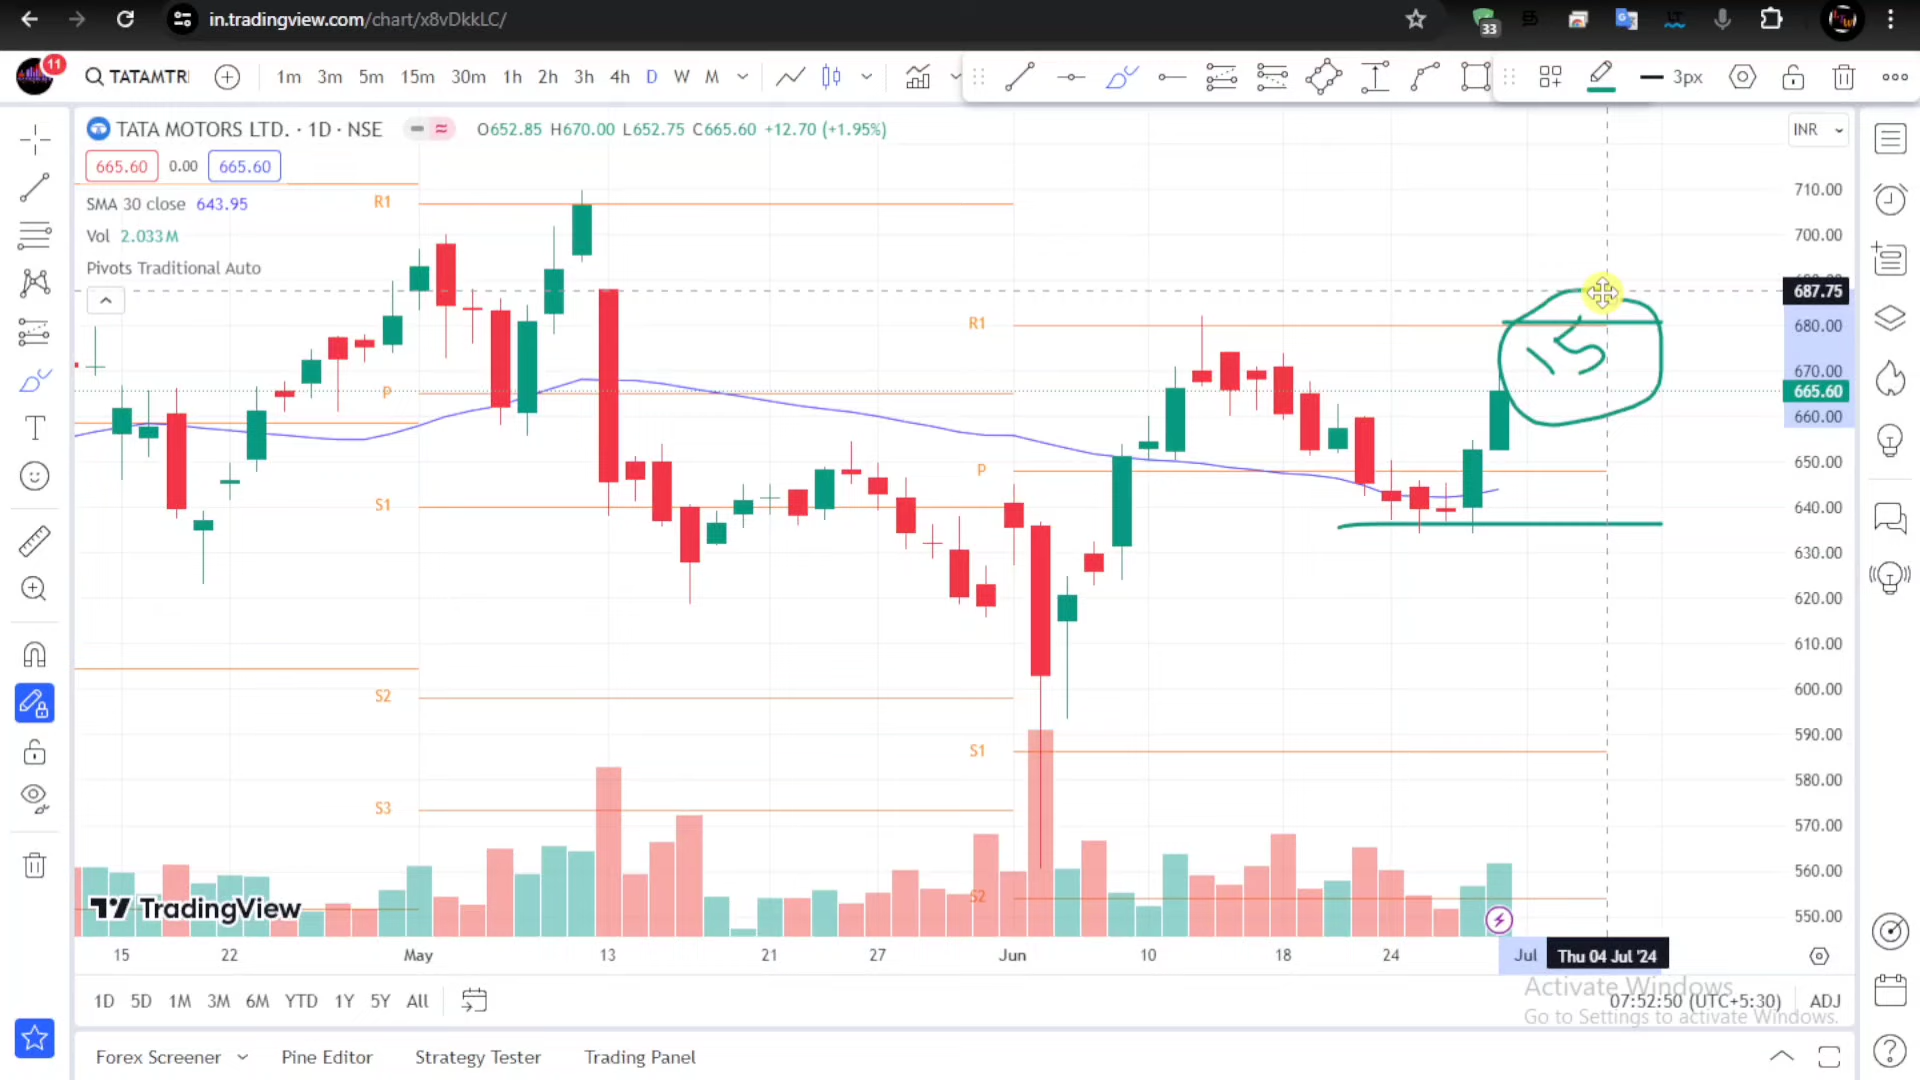 in.tradingview.com/chart/x8vDkkLC/
33
11
TATAMTRI
1m 3m 5m 15m 30m 1h 2h 3h 4h D W M
3px
TATA MOTORS LTD. · 1D · NSE
O652.85 H670.00 L652.75 C665.60 +12.70 (+1.95%)
INR
665.60 0.00 665.60
SMA 30 close 643.95
Vol 2.033M
Pivots Traditional Auto
R1
P
S1
S2
S3
R1
P
S1
S2
15
710.00
700.00
687.75
680.00
670.00
665.60
660.00
650.00
640.00
630.00
620.00
610.00
600.00
590.00
580.00
570.00
560.00
550.00
TradingView
15 22 May 13 21 27 Jun 10 18 24 Jul Thu 04 Jul '24
1D 5D 1M 3M 6M YTD 1Y 5Y All
07:52:50 (UTC+5:30) ADJ
Activate Windows
Go to Settings to activate Windows.
Forex Screener Pine Editor Strategy Tester Trading Panel